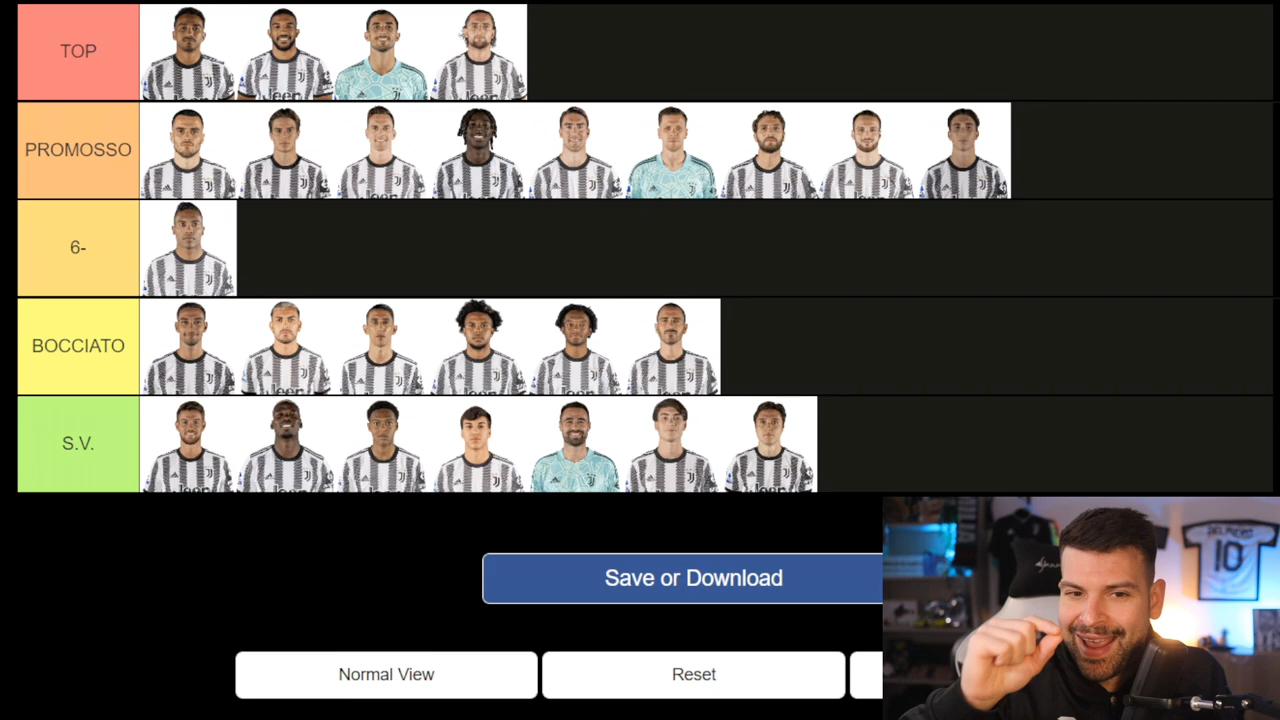 TOP
PROMOSSO
6-
BOCCIATO
S.V.
Save or Download
Normal View
Reset
10